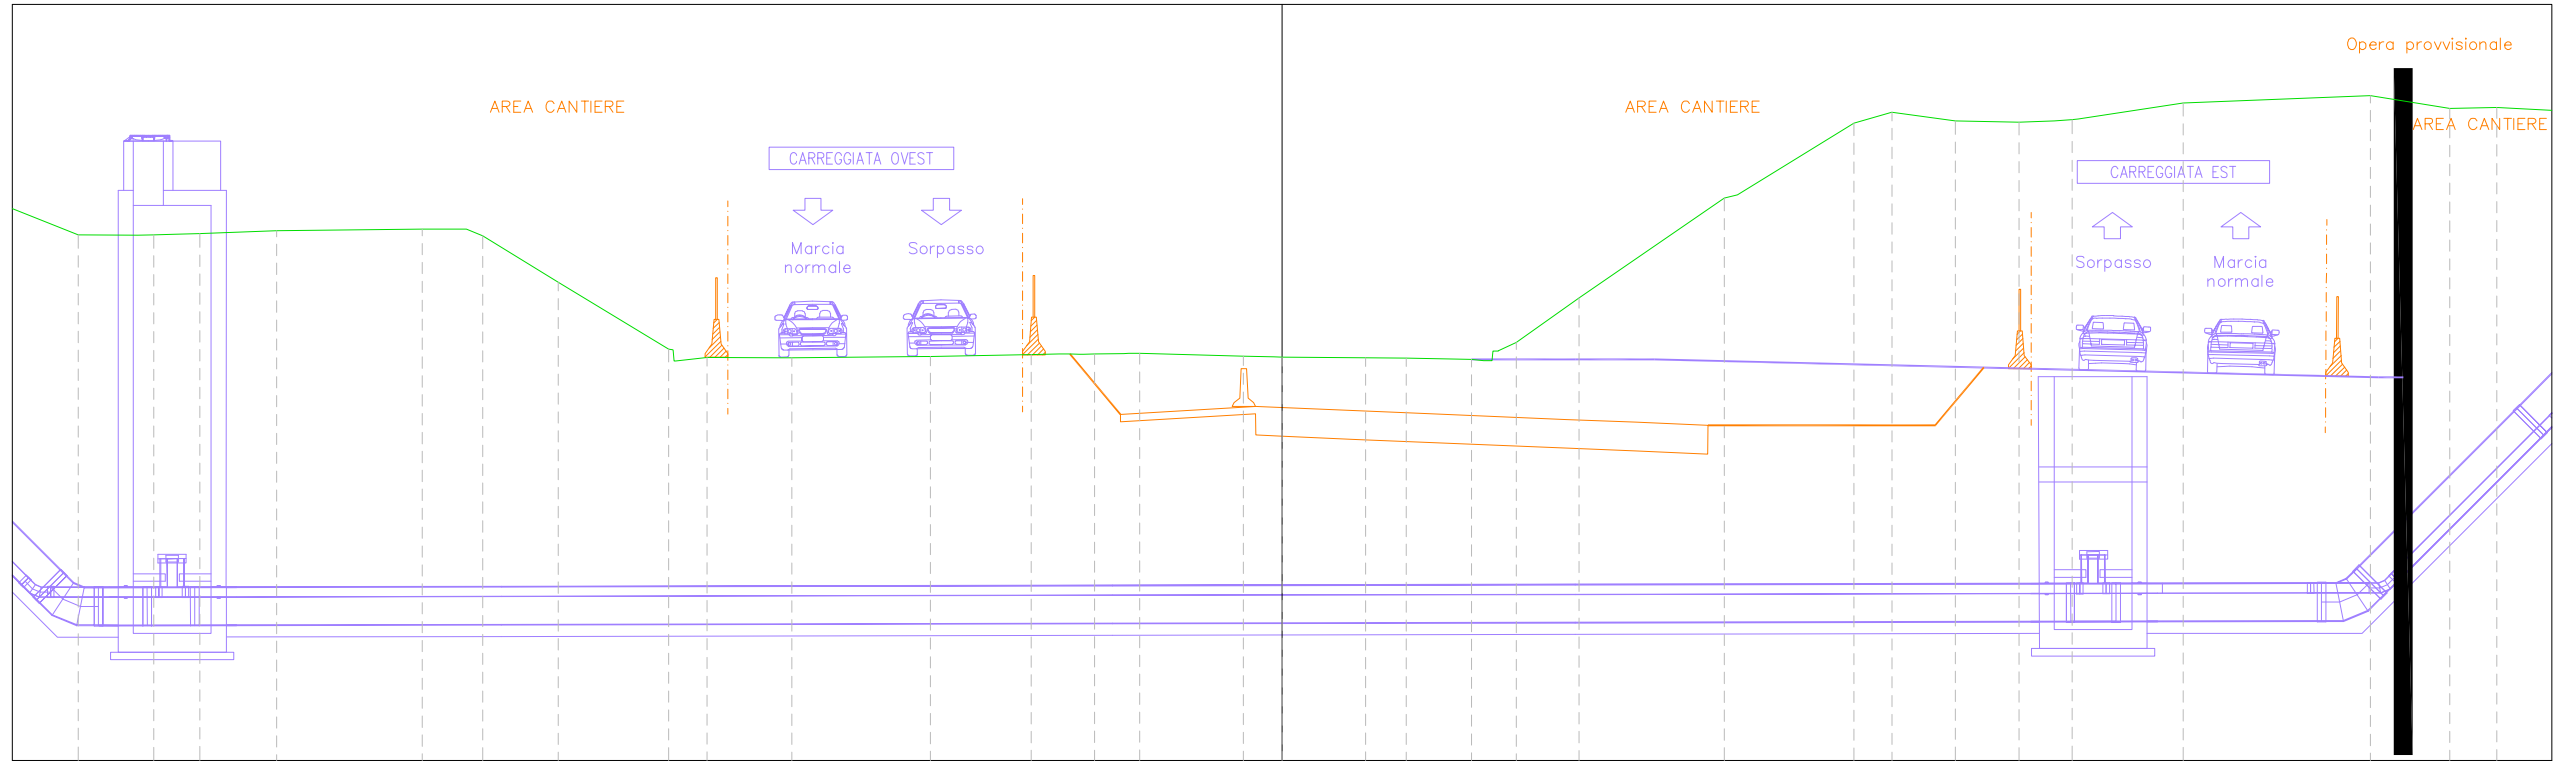 Opera provvisionale
AREA CANTIERE
AREA CANTIERE
AREA CANTIERE
CARREGGIATA OVEST
CARREGGIATA EST
Marcia
normale
Sorpasso
Sorpasso
Marcia
normale